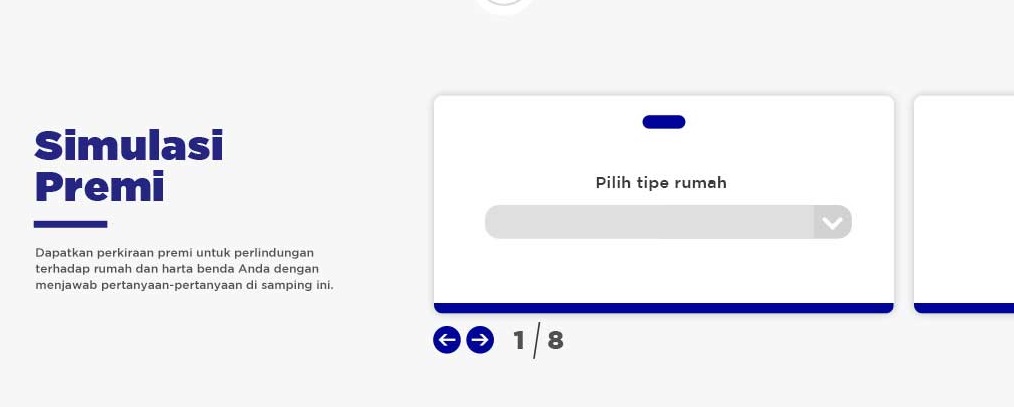 Simulasi
Premi
Dapatkan perkiraan premi untuk perlindungan
terhadap rumah dan harta benda Anda dengan
menjawab pertanyaan-pertanyaan di samping ini.
Pilih tipe rumah
1 / 8